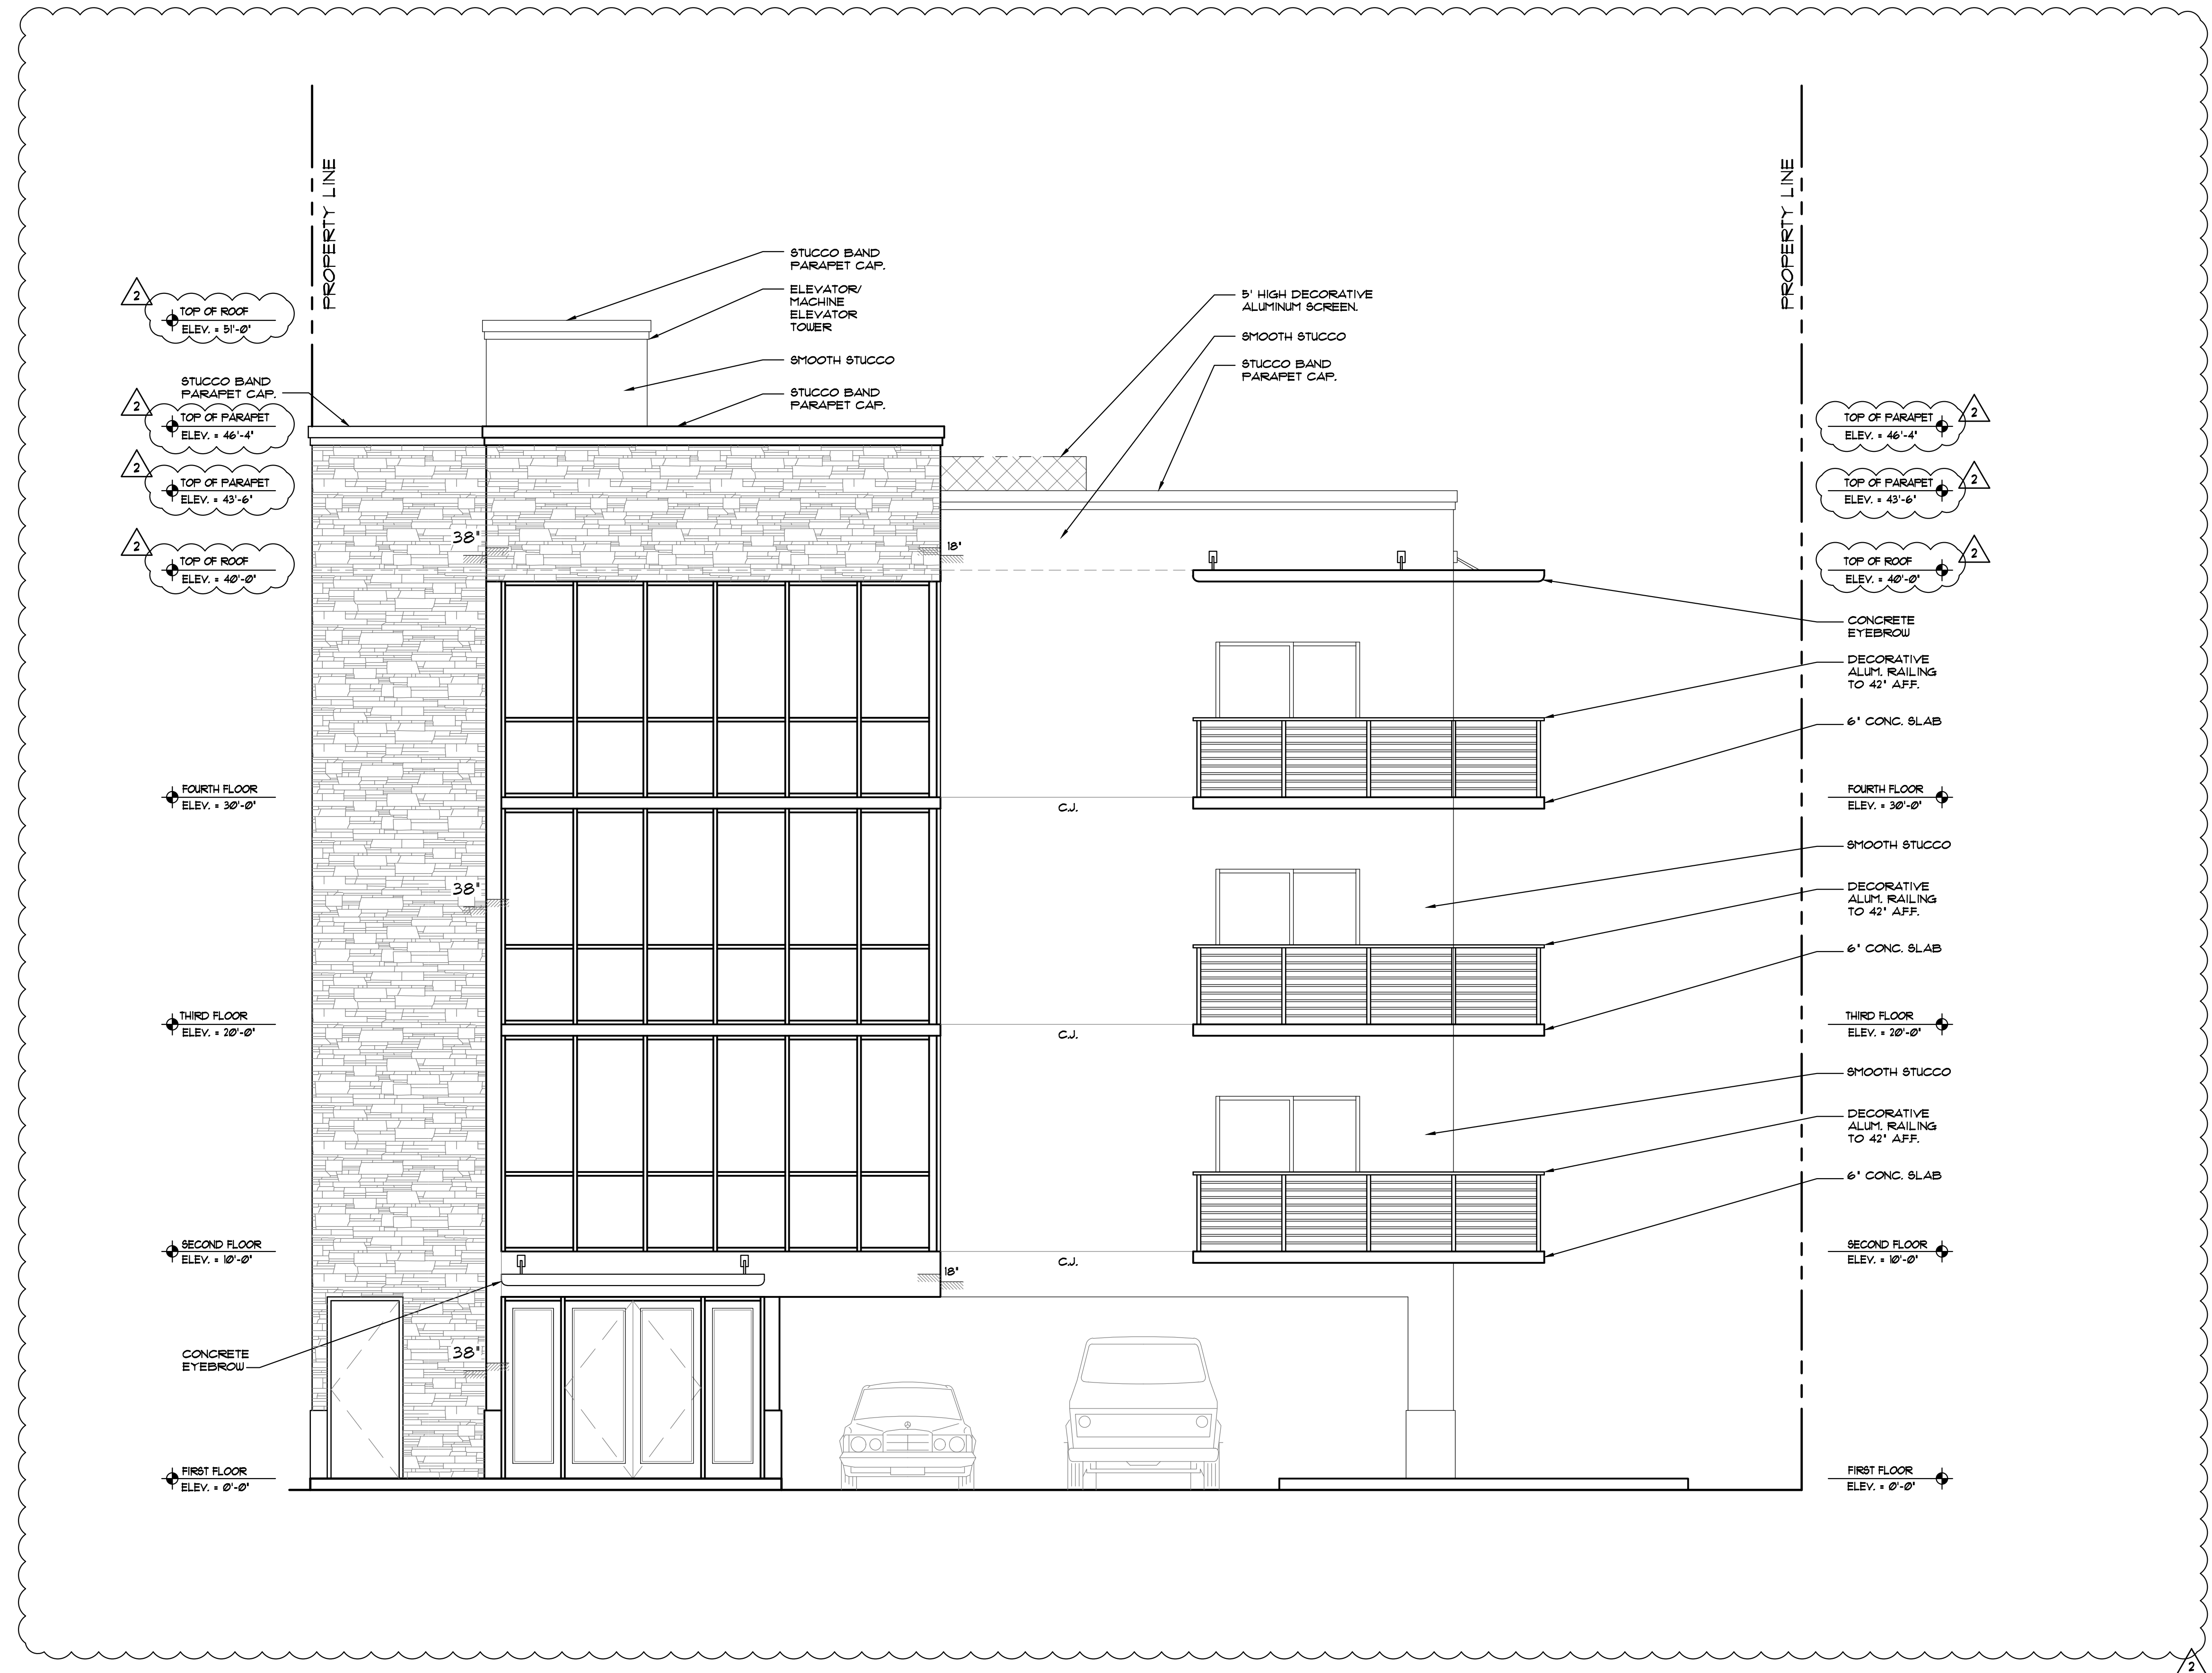 PROPERTY LINE
PROPERTY LINE
2
TOP OF ROOF
ELEV. = 51'-0"
STUCCO BAND
PARAPET CAP.
2
TOP OF PARAPET
ELEV. = 46'-4"
2
TOP OF PARAPET
ELEV. = 43'-6"
2
TOP OF ROOF
ELEV. = 40'-0"
FOURTH FLOOR
ELEV. = 30'-0"
THIRD FLOOR
ELEV. = 20'-0"
SECOND FLOOR
ELEV. = 10'-0"
CONCRETE
EYEBROW
FIRST FLOOR
ELEV. = 0'-0"
STUCCO BAND
PARAPET CAP.
ELEVATOR/
MACHINE
ELEVATOR
TOWER
SMOOTH STUCCO
STUCCO BAND
PARAPET CAP.
5' HIGH DECORATIVE
ALUMINUM SCREEN.
SMOOTH STUCCO
STUCCO BAND
PARAPET CAP.
38"
18"
38"
18"
38"
C.J.
C.J.
C.J.
TOP OF PARAPET
ELEV. = 46'-4"
2
TOP OF PARAPET
ELEV. = 43'-6"
2
TOP OF ROOF
ELEV. = 40'-0"
2
CONCRETE
EYEBROW
DECORATIVE
ALUM. RAILING
TO 42" A.F.F.
6" CONC. SLAB
FOURTH FLOOR
ELEV. = 30'-0"
SMOOTH STUCCO
DECORATIVE
ALUM. RAILING
TO 42" A.F.F.
6" CONC. SLAB
THIRD FLOOR
ELEV. = 20'-0"
SMOOTH STUCCO
DECORATIVE
ALUM. RAILING
TO 42" A.F.F.
6" CONC. SLAB
SECOND FLOOR
ELEV. = 10'-0"
FIRST FLOOR
ELEV. = 0'-0"
2